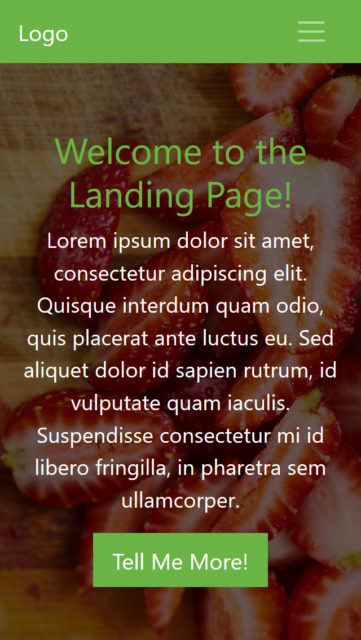 Logo
Welcome to the
Landing Page!
Lorem ipsum dolor sit amet,
consectetur adipiscing elit.
Quisque interdum quam odio,
quis placerat ante luctus eu. Sed
aliquet dolor id sapien rutrum, id
vulputate quam iaculis.
Suspendisse consectetur mi id
libero fringilla, in pharetra sem
ullamcorper.
Tell Me More!